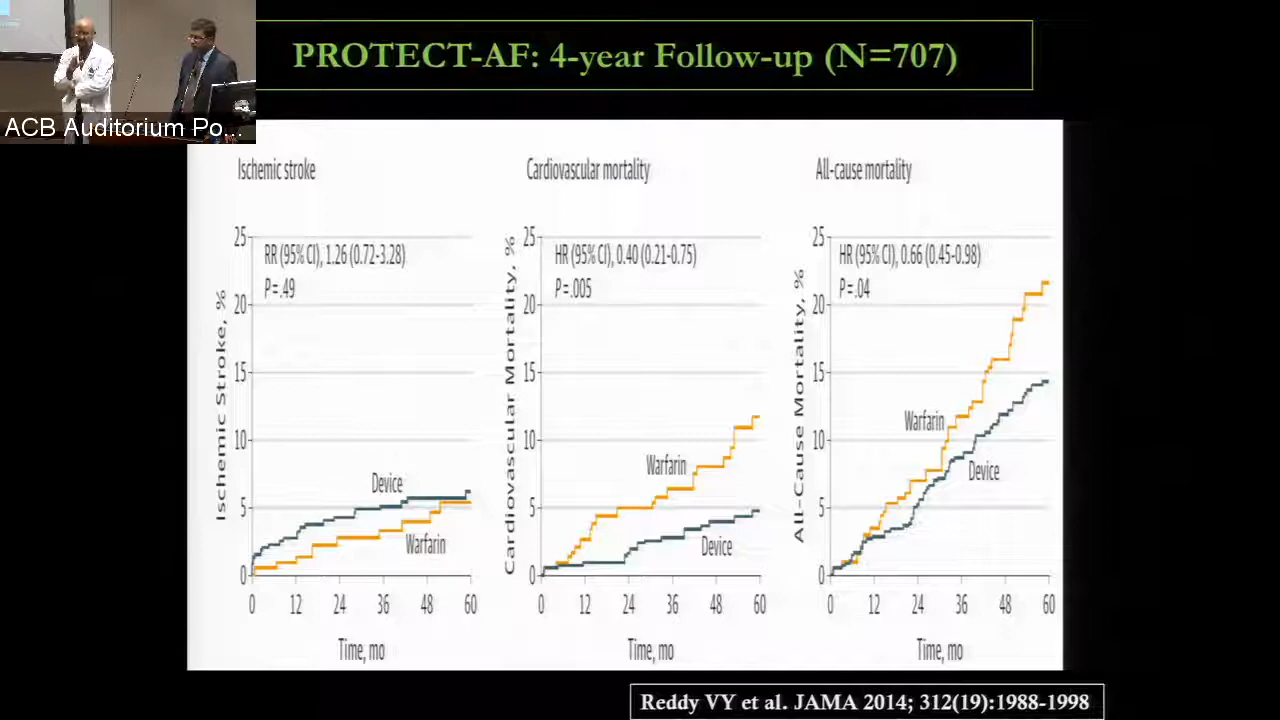 PROTECT-AF: 4-year Follow-up (N=707)
ACB Auditorium Po...
Ischemic stroke
RR (95% CI), 1.26 (0.72-3.28)
P=.49
Ischemic Stroke, %
25
20
15
10
5
0
Device
Warfarin
0 12 24 36 48 60
Time, mo
Cardiovascular mortality
HR (95% CI), 0.40 (0.21-0.75)
P=.005
Cardiovascular Mortality, %
25
20
15
10
5
0
Warfarin
Device
0 12 24 36 48 60
Time, mo
All-cause mortality
HR (95% CI), 0.66 (0.45-0.98)
P=.04
All-Cause Mortality, %
25
20
15
10
5
0
Warfarin
Device
0 12 24 36 48 60
Time, mo
Reddy VY et al. JAMA 2014; 312(19):1988-1998